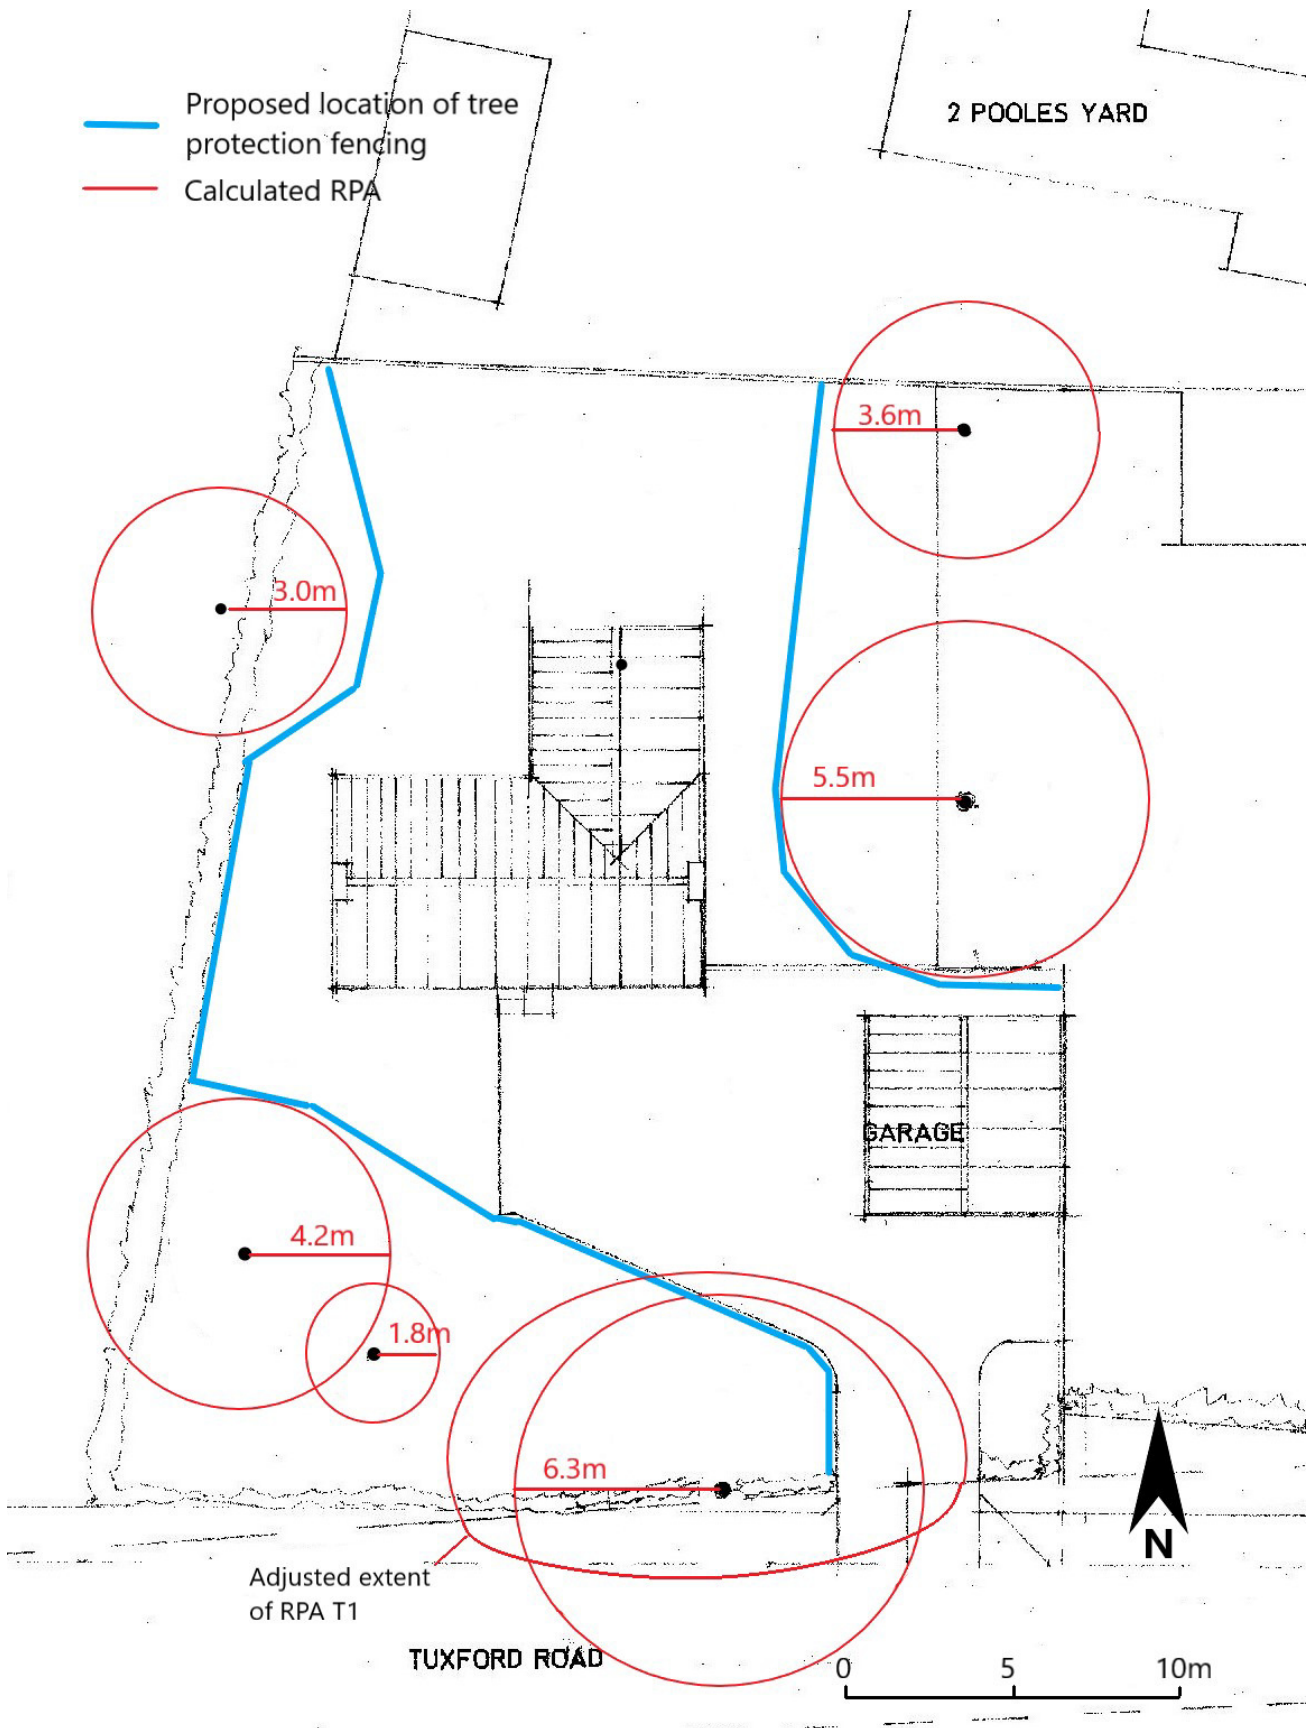 Proposed location of tree
protection fencing
Calculated RPA
2 POOLES YARD
3.6m
3.0m
5.5m
GARAGE
4.2m
1.8m
6.3m
N
Adjusted extent
of RPA T1
TUXFORD ROAD
0 5 10m